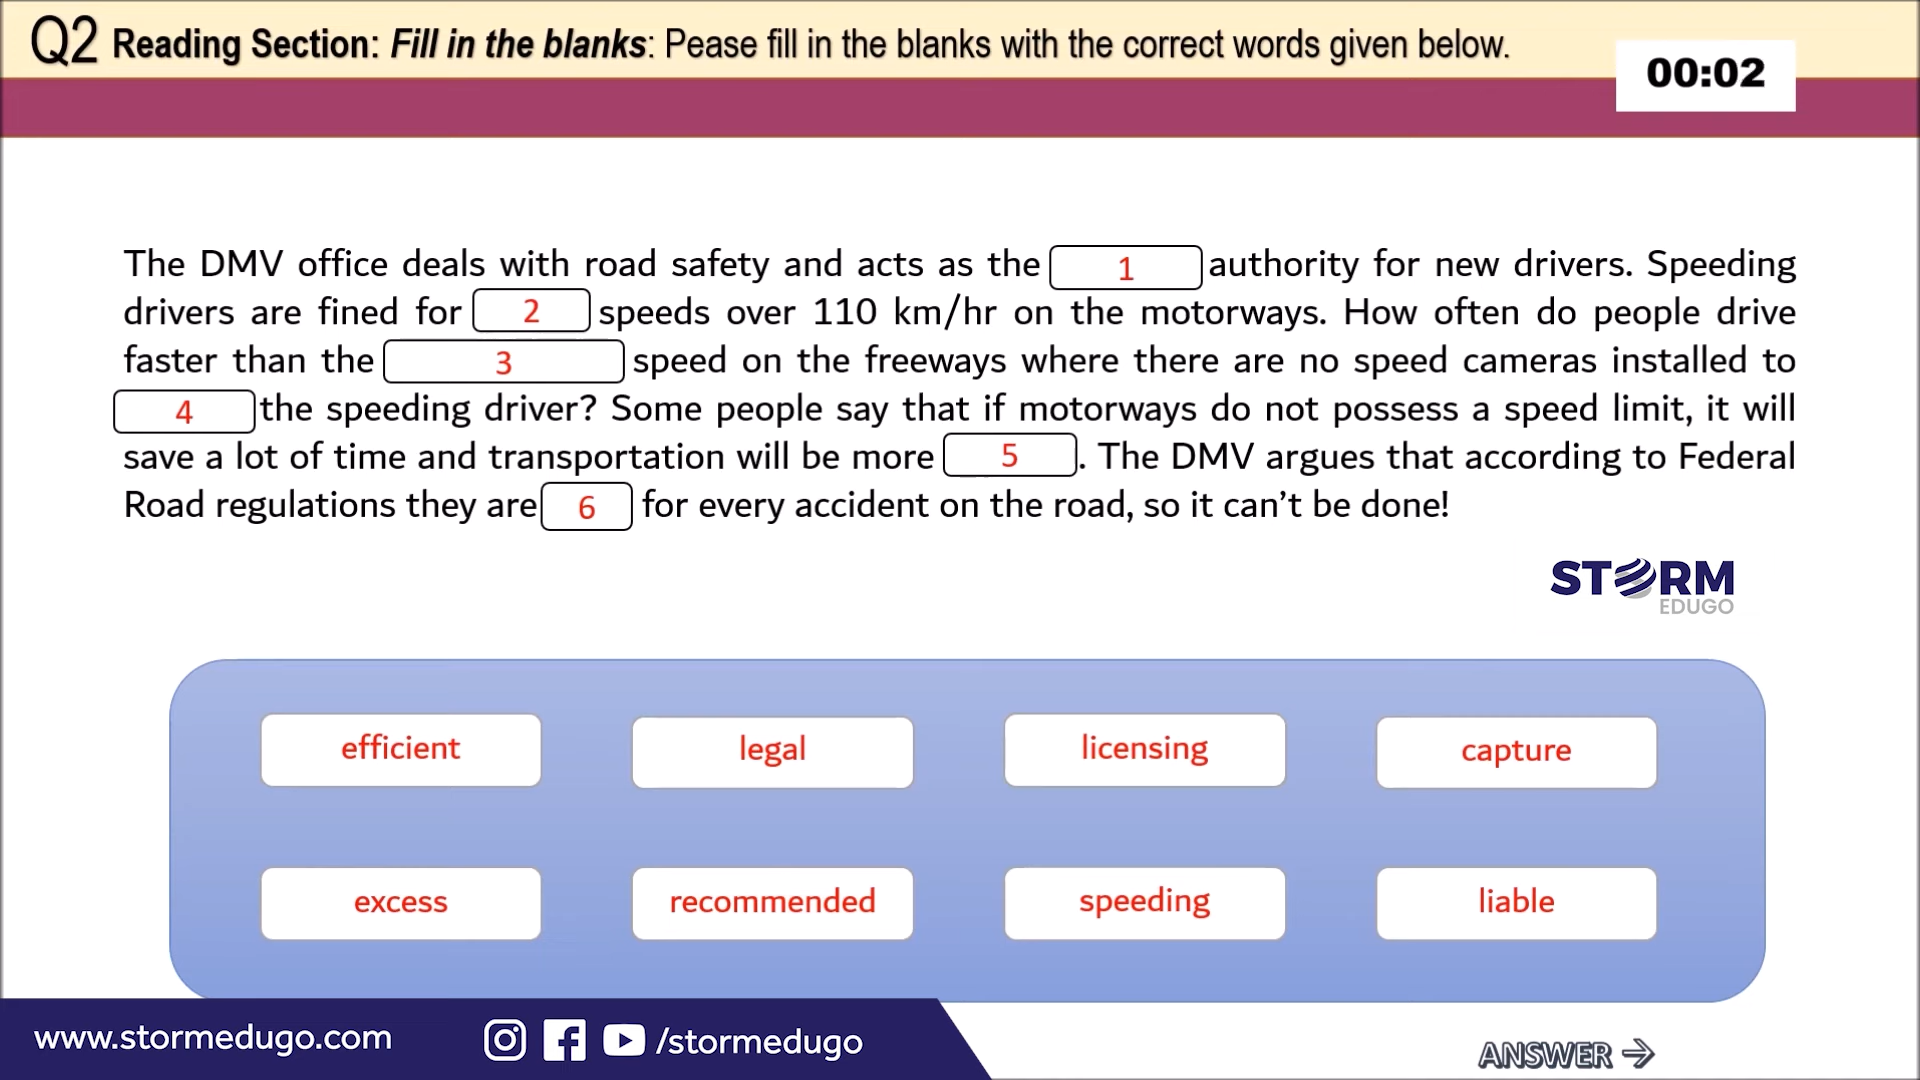 Q2 Reading Section: Fill in the blanks: Pease fill in the blanks with the correct words given below.
00:02
The DMV office deals with road safety and acts as the 1 authority for new drivers. Speeding
drivers are fined for 2 speeds over 110 km/hr on the motorways. How often do people drive
faster than the 3 speed on the freeways where there are no speed cameras installed to
4 the speeding driver? Some people say that if motorways do not possess a speed limit, it will
save a lot of time and transportation will be more 5. The DMV argues that according to Federal
Road regulations they are 6 for every accident on the road, so it can't be done!
STORM
EDUGO
efficient legal licensing capture
excess recommended speeding liable
www.stormedugo.com /stormedugo
ANSWER